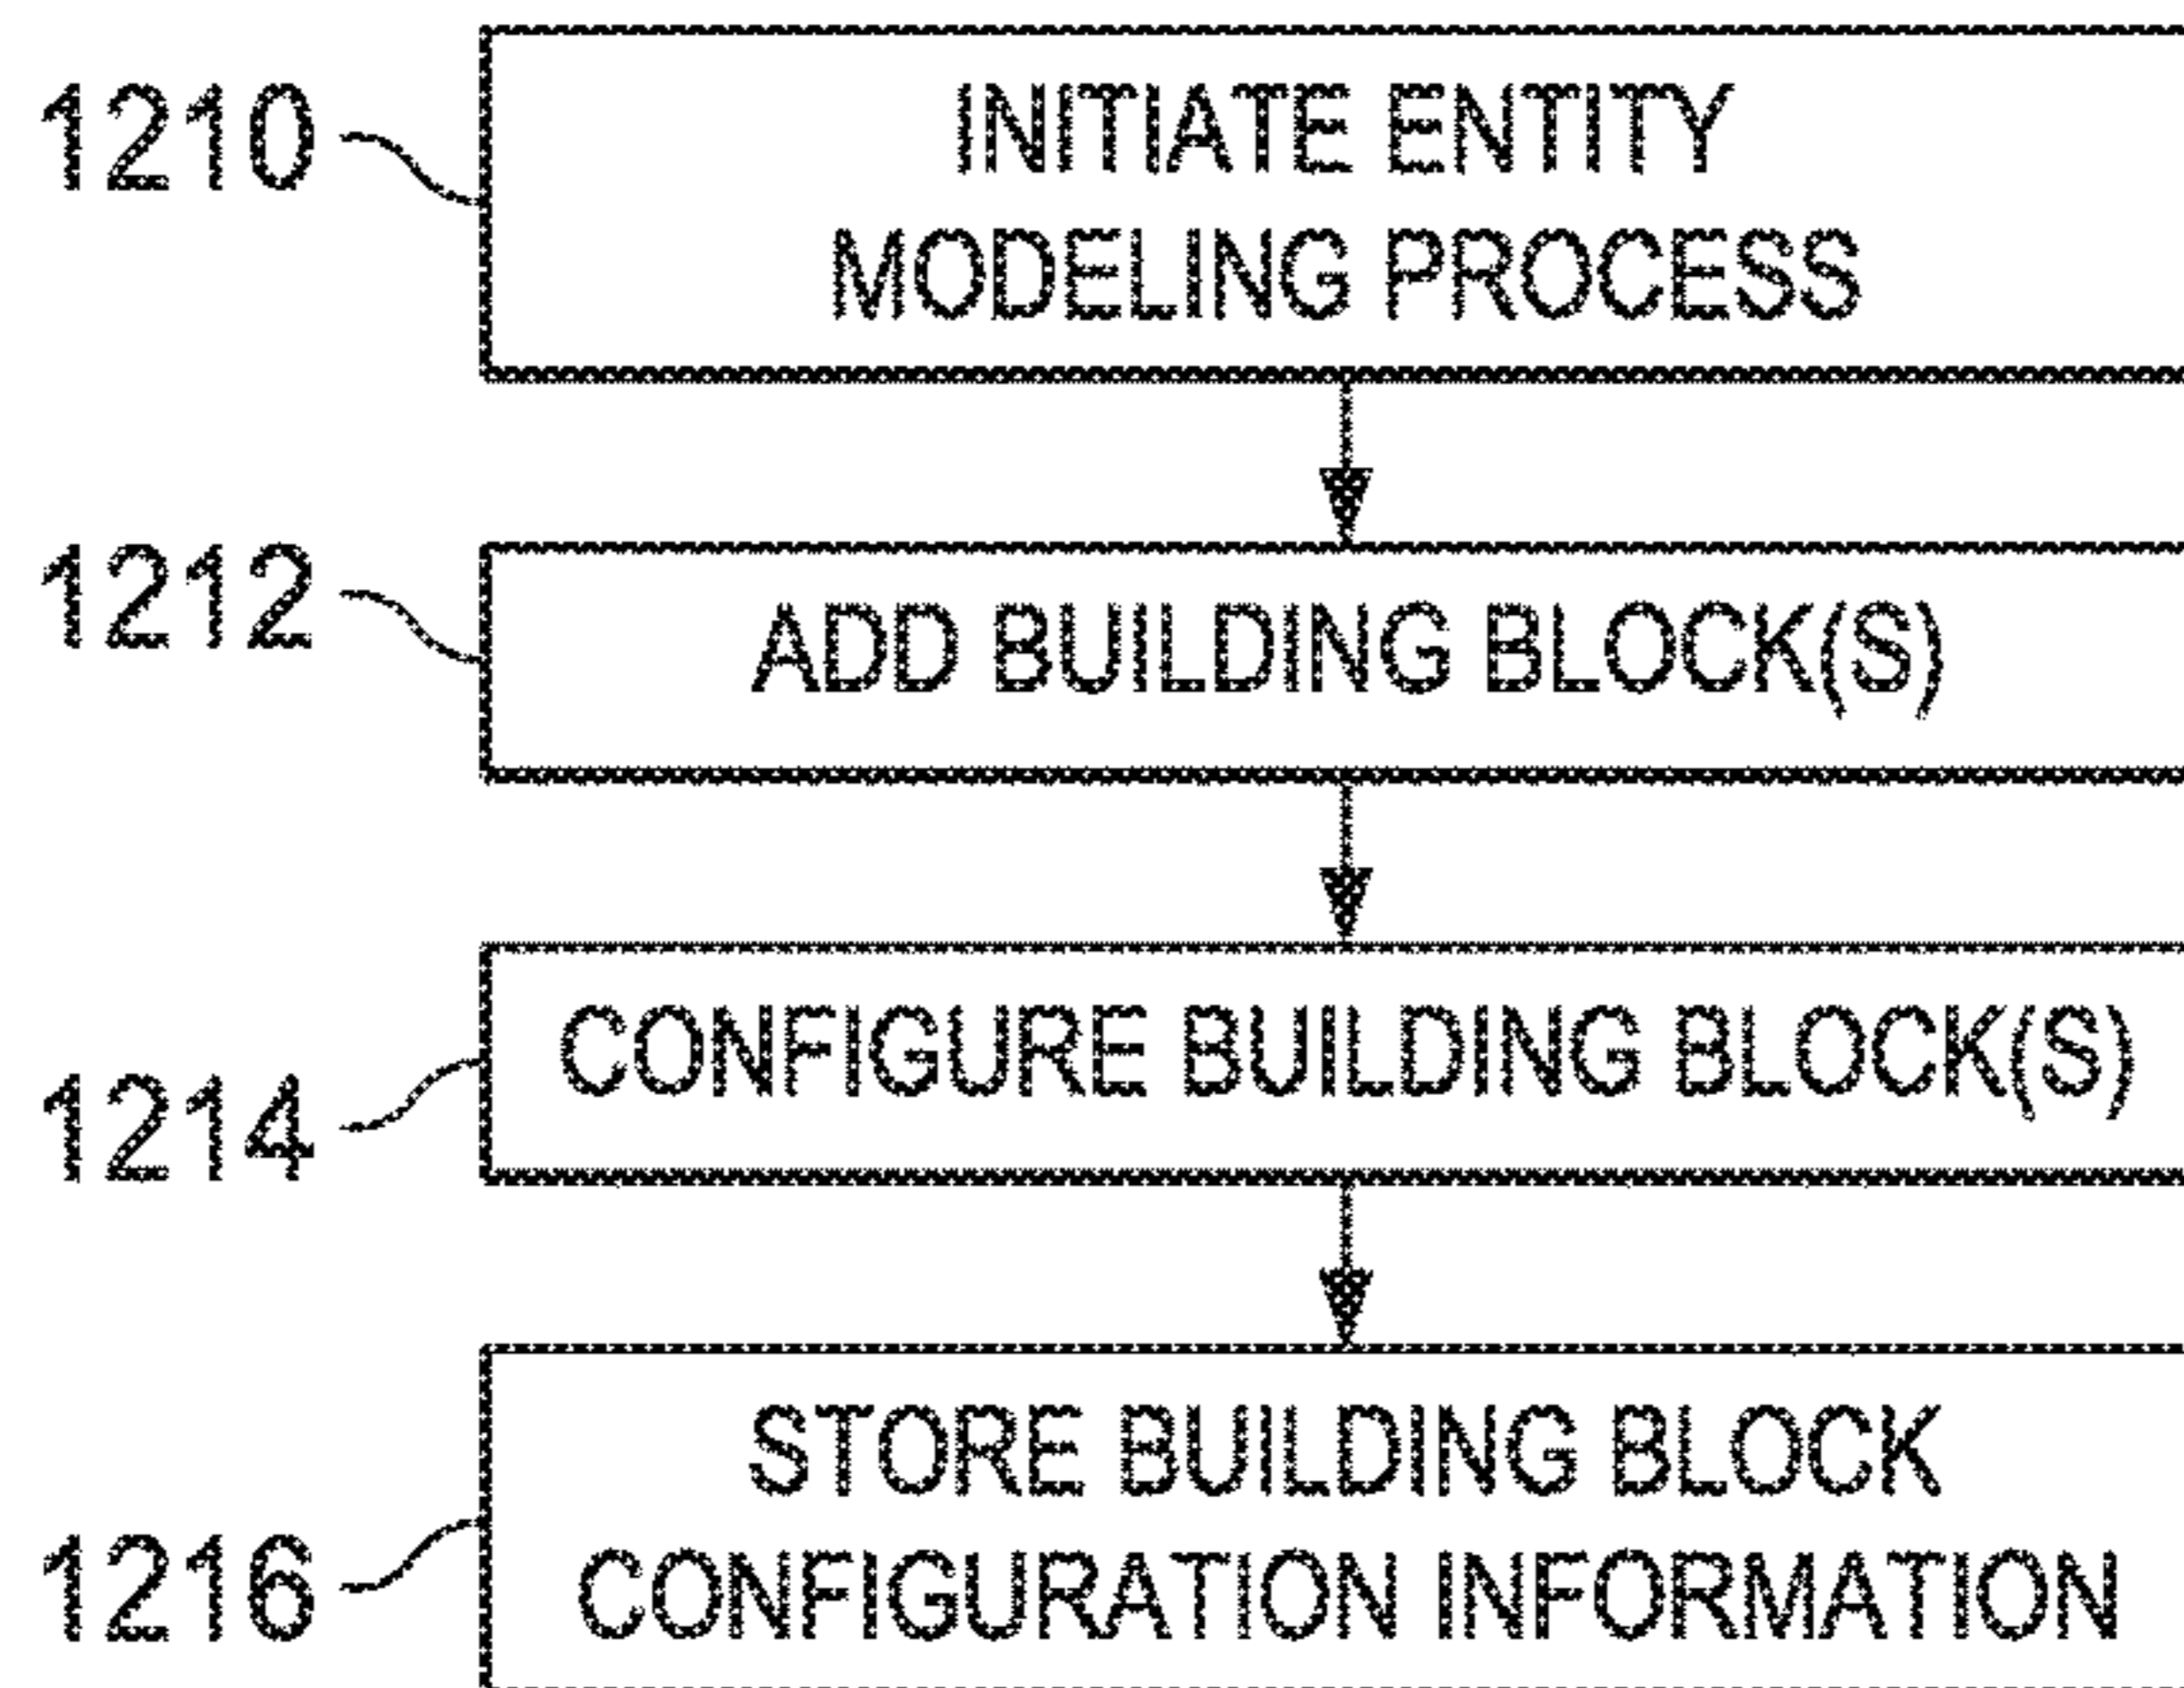 1210
INITIATE ENTITY
MODELING PROCESS
1212
ADD BUILDING BLOCK(S)
1214
CONFIGURE BUILDING BLOCK(S)
1216
STORE BUILDING BLOCK
CONFIGURATION INFORMATION